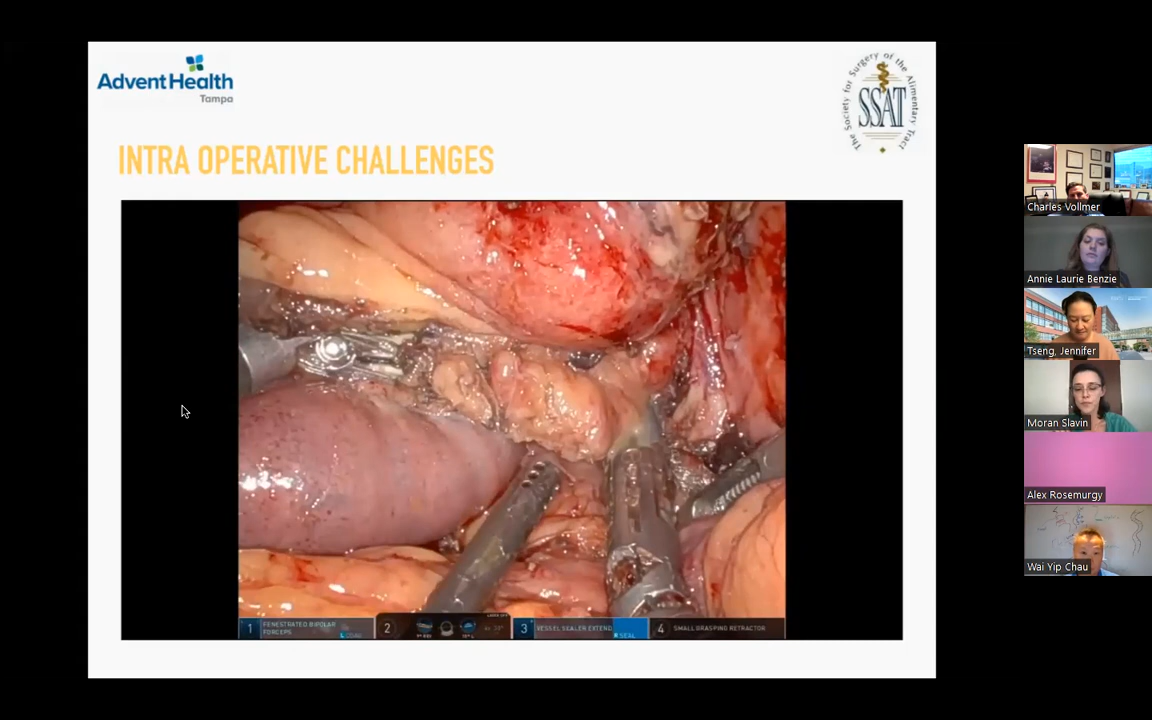 AdventHealth
Tampa
The Society for Surgery of the Alimentary Tract
SSAT
INTRA OPERATIVE CHALLENGES
1 FENESTRATED BIPOLAR
FORCEPS
2
3 VESSEL SEALER EXTEND
SEAL
4 SMALL GRASPING RETRACTOR
Charles Vollmer
Annie Laurie Benzie
Tseng, Jennifer
Moran Slavin
Alex Rosemurgy
Wai Yip Chau